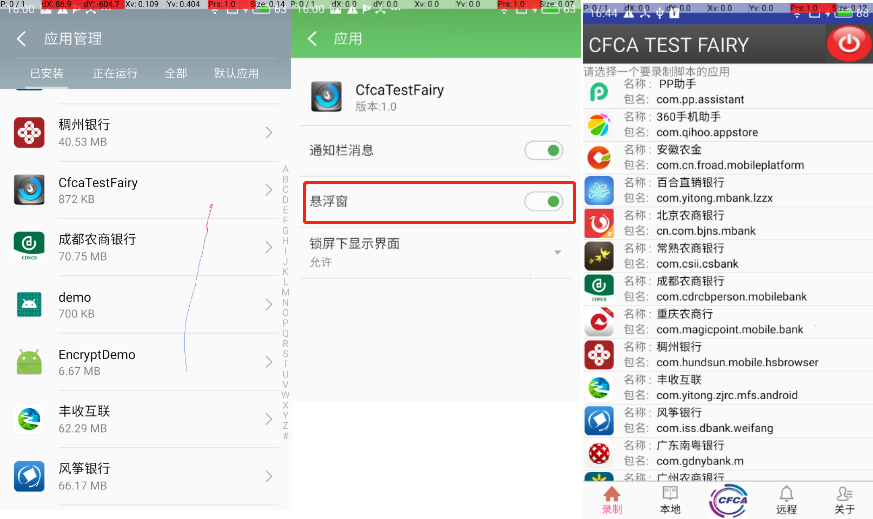 P: 0 / 1
dX: 86.9
dY: -604.7
Xv: 0.109
Yv: 0.404
Prs: 1.0
Size: 0.14
16:00
63
应用管理
已安装
正在运行
全部
默认应用
稠州银行
40.53 MB
CfcaTestFairy
872 KB
成都农商银行
70.75 MB
demo
700 KB
EncryptDemo
6.67 MB
丰收互联
62.29 MB
风筝银行
66.17 MB
A
B
C
D
E
F
G
H
I
J
K
L
M
N
O
P
Q
R
S
T
U
V
W
X
Y
Z
#
P: 0 / 1
dX: 0.0
dY: 0.0
Xv: 0.0
Yv: 0.0
Prs: 1.0
Size: 0.07
16:00
63
应用
CfcaTestFairy
版本:1.0
通知栏消息
悬浮窗
锁屏下显示界面
允许
P: 0 / 1
dX: 0.0
dY: 0.0
Xv: 0.0
Yv: 0.0
Prs: 1.0
Size: 0.12
16:44
88
CFCA TEST FAIRY
请选择一个要录制脚本的应用
名称: PP助手
包名: com.pp.assistant
名称: 360手机助手
包名: com.qihoo.appstore
名称: 安徽农金
包名: com.cn.froad.mobileplatform
名称: 百合直销银行
包名: com.yitong.mbank.lzzx
名称: 北京农商银行
包名: cn.com.bjns.mbank
名称: 常熟农商银行
包名: com.csii.csbank
名称: 成都农商银行
包名: com.cdrcbperson.mobilebank
名称: 重庆农商行
包名: com.magicpoint.mobile.bank
名称: 稠州银行
包名: com.hundsun.mobile.hsbrowser
名称: 丰收互联
包名: com.yitong.zjrc.mfs.android
名称: 风筝银行
包名: com.iss.dbank.weifang
名称: 广东南粤银行
包名: com.gdnybank.m
名称: 广州农商银行
录制
本地
CFCA
远程
关于